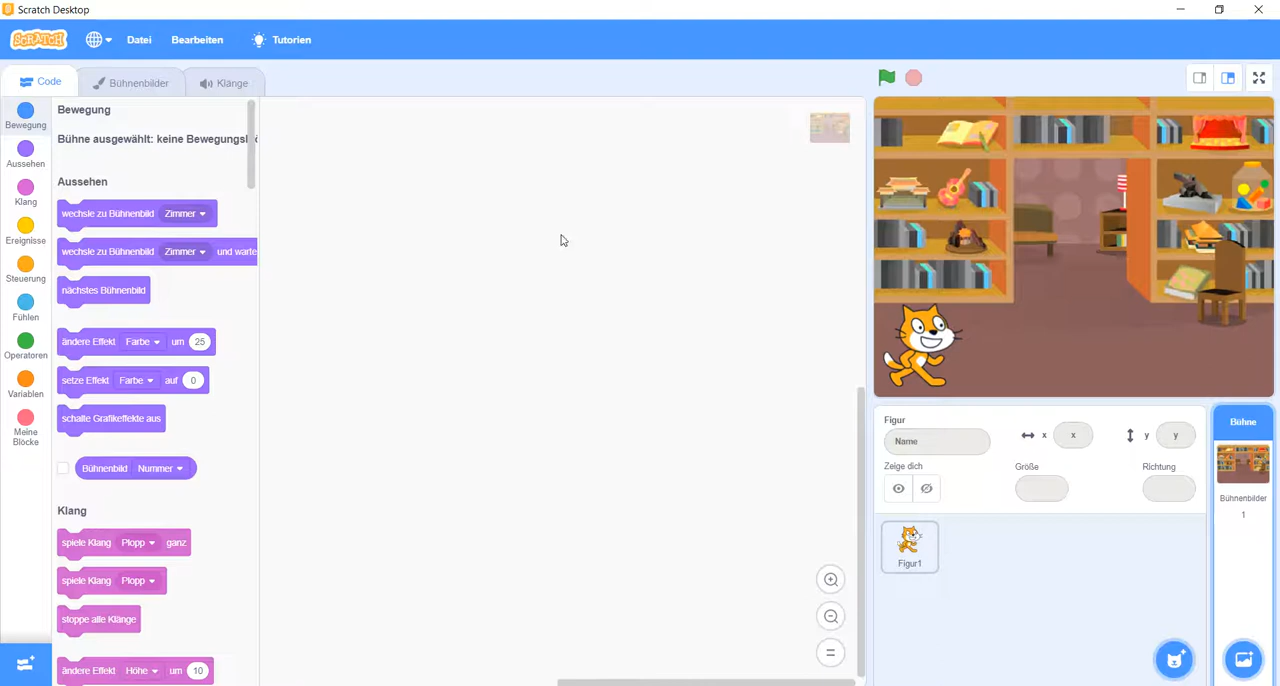 Scratch Desktop
SCRATCH Datei Bearbeiten Tutorien
Code Bühnenbilder Klänge
Bewegung
Aussehen
Klang
Ereignisse
Steuerung
Fühlen
Operatoren
Variablen
Meine
Blöcke
Bewegung
Bühne ausgewählt: keine Bewegungsk
Aussehen
wechsle zu Bühnenbild Zimmer
wechsle zu Bühnenbild Zimmer und warte
nächstes Bühnenbild
ändere Effekt Farbe um 25
setze Effekt Farbe auf 0
schalte Grafikeffekte aus
Bühnenbild Nummer
Klang
spiele Klang Plopp ganz
spiele Klang Plopp
stoppe alle Klänge
ändere Effekt Höhe um 10
Figur
Name x x y y
Zeige dich Größe Richtung
Figur1
Bühne
Bühnenbilder
1